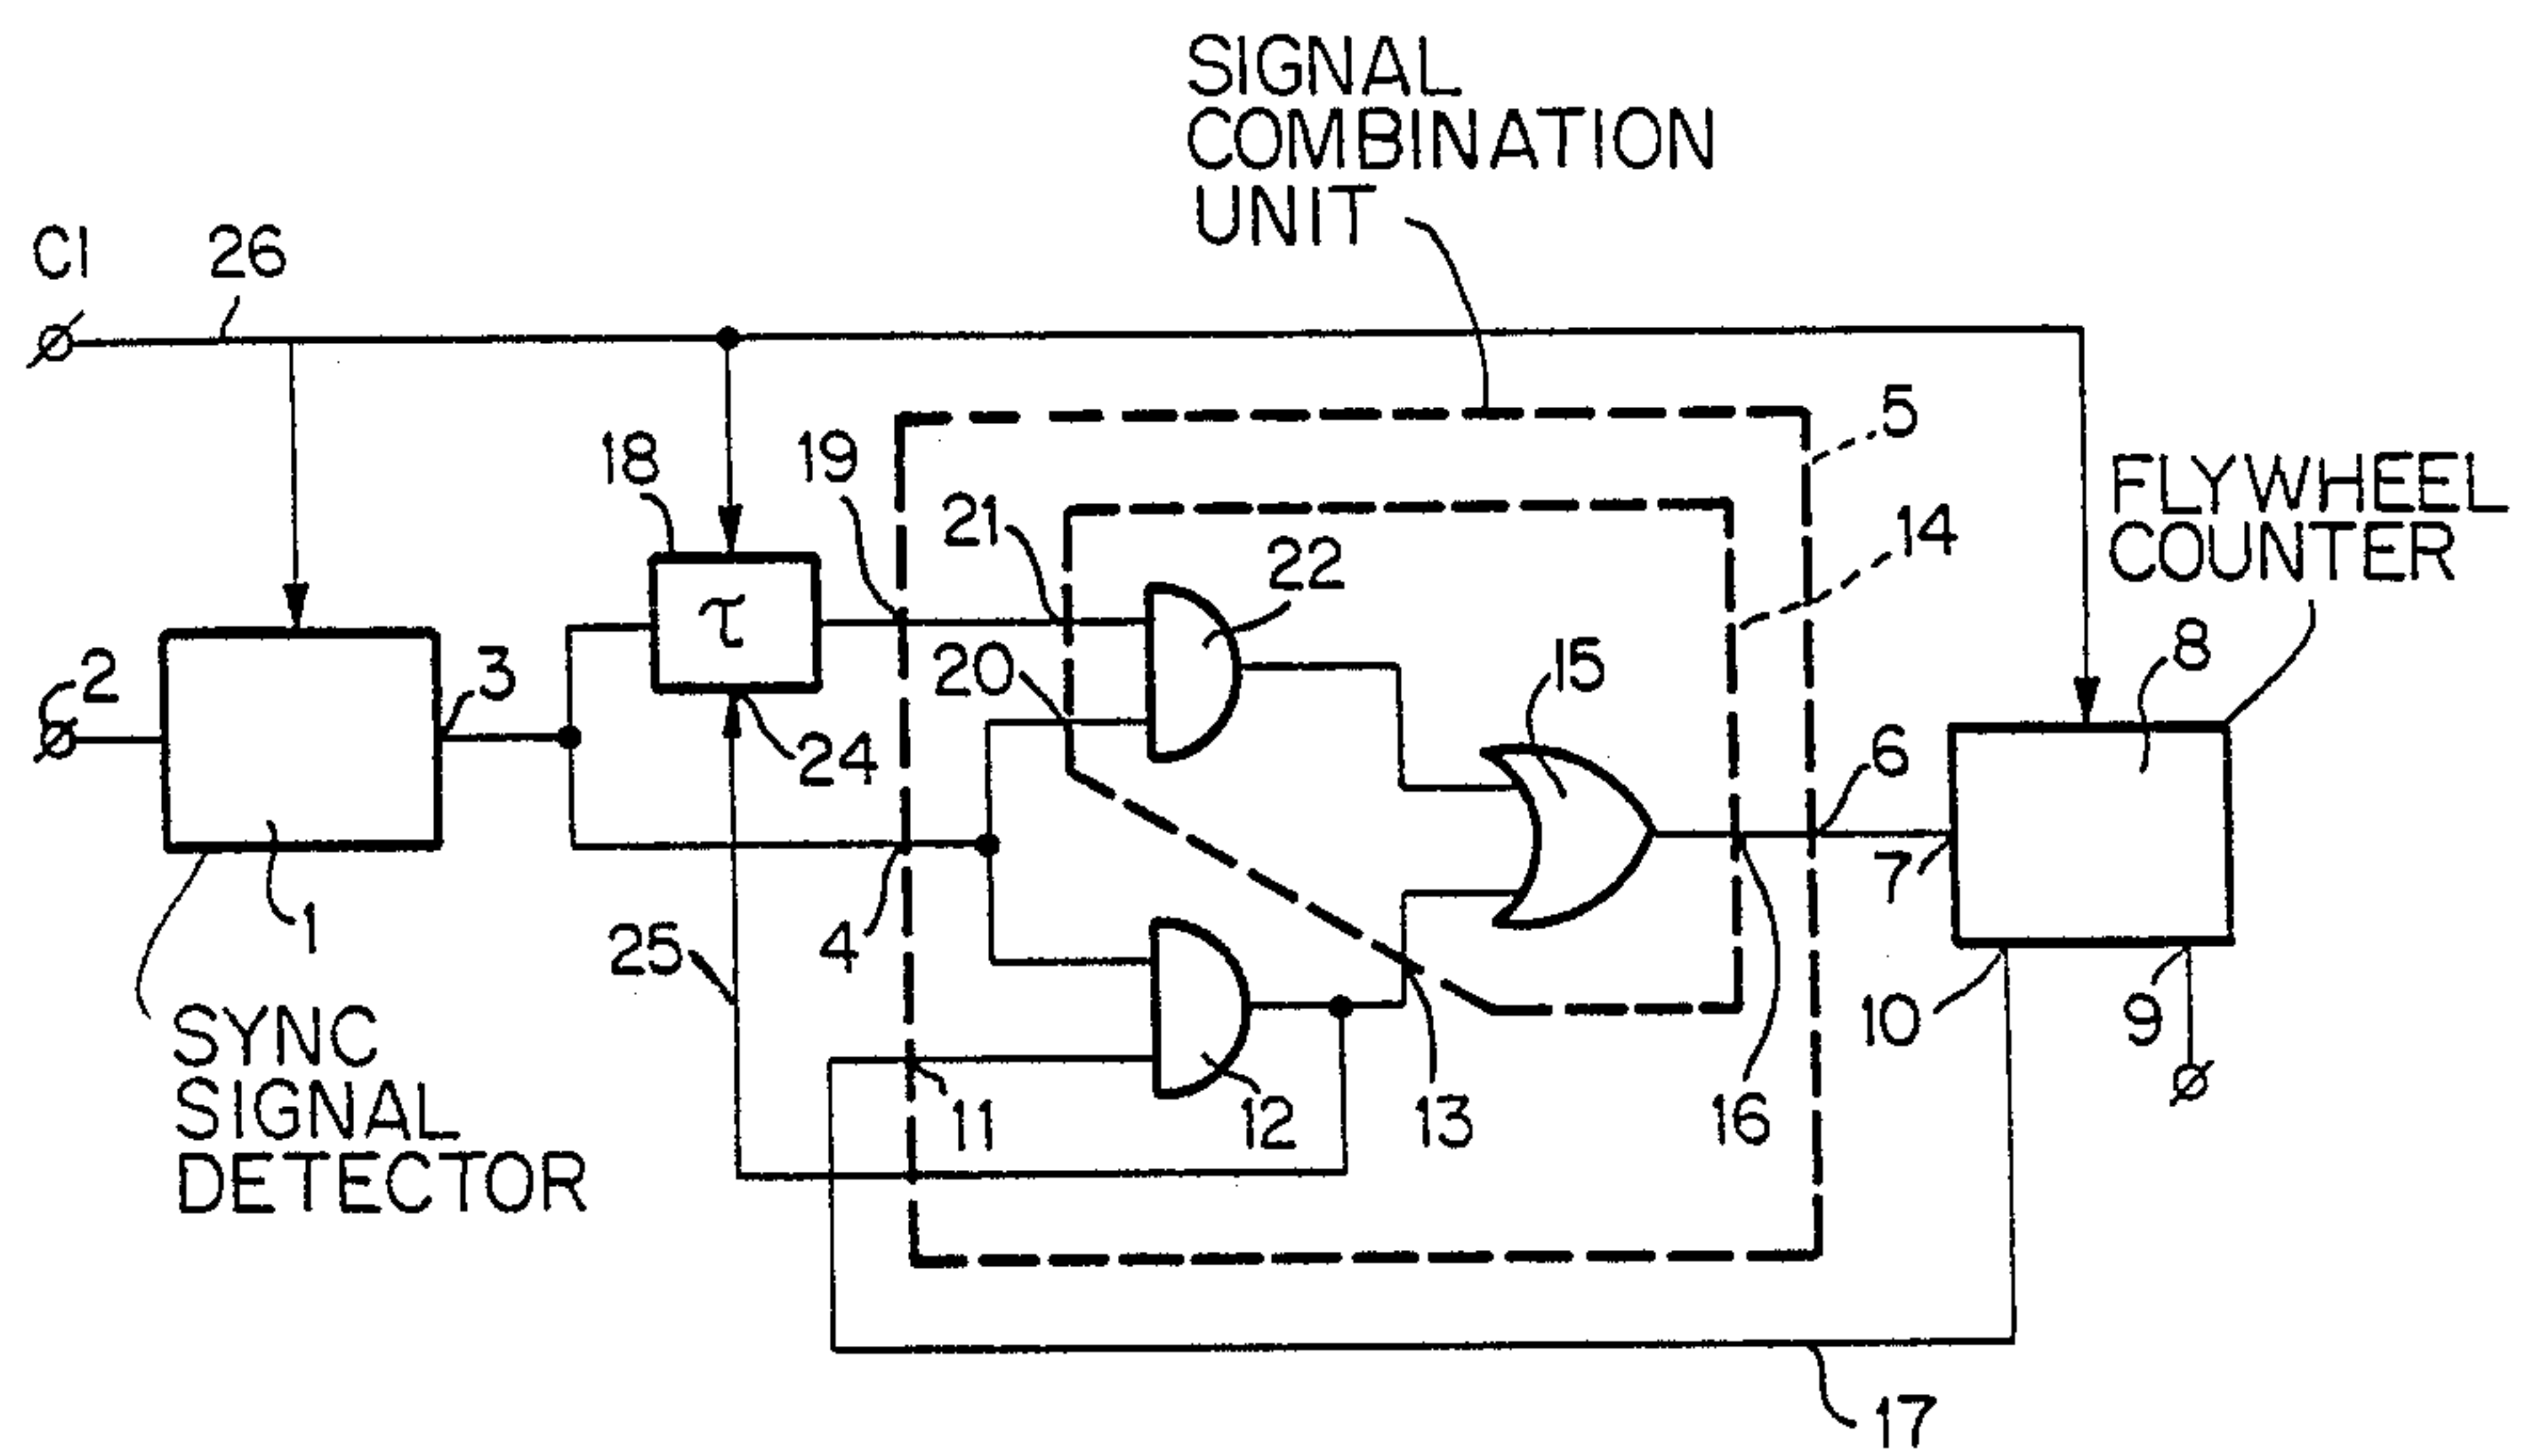 SIGNAL
COMBINATION
UNIT
C1
26
5
18
19
21
22
14
FLYWHEEL
COUNTER
2
3
τ
20
24
15
8
6
7
1
25
4
10
9
11
12
13
16
SYNC
SIGNAL
DETECTOR
17